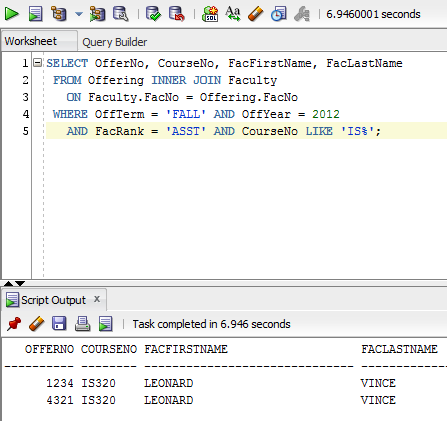 6.9460001 seconds
Worksheet Query Builder
1 SELECT OfferNo, CourseNo, FacFirstName, FacLastName
2 FROM Offering INNER JOIN Faculty
3 ON Faculty.FacNo = Offering.FacNo
4 WHERE OffTerm = 'FALL' AND OffYear = 2012
5 AND FacRank = 'ASST' AND CourseNo LIKE 'IS%';
Script Output x
Task completed in 6.946 seconds
OFFERNO COURSENO FACFIRSTNAME FACLASTNAME
---------- -------- ------------------------------ ----------
1234 IS320 LEONARD VINCE
4321 IS320 LEONARD VINCE